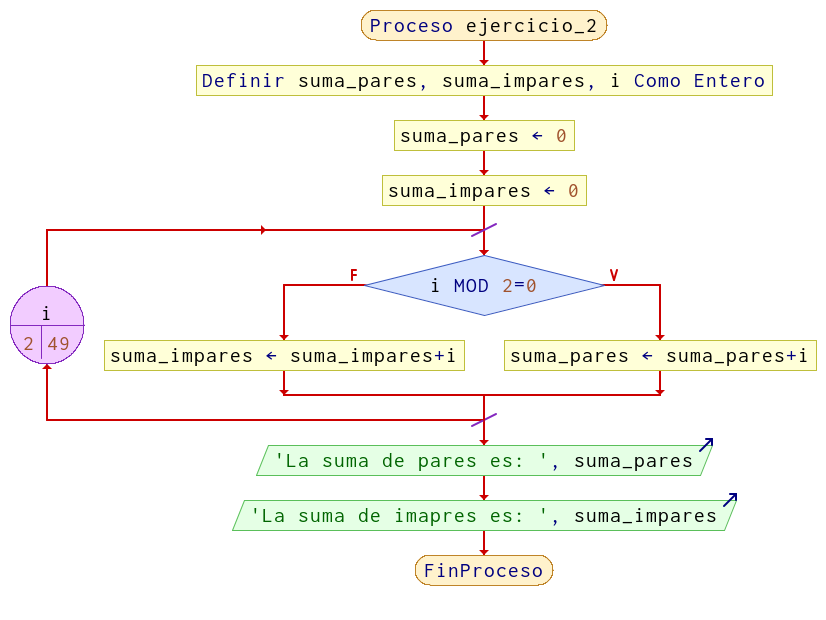 Proceso ejercicio_2
Definir suma_pares, suma_impares, i Como Entero
suma_pares ← 0
suma_impares ← 0
F
V
i MOD 2=0
i
2 49
suma_impares ← suma_impares+i
suma_pares ← suma_pares+i
'La suma de pares es: ', suma_pares
'La suma de imapres es: ', suma_impares
FinProceso